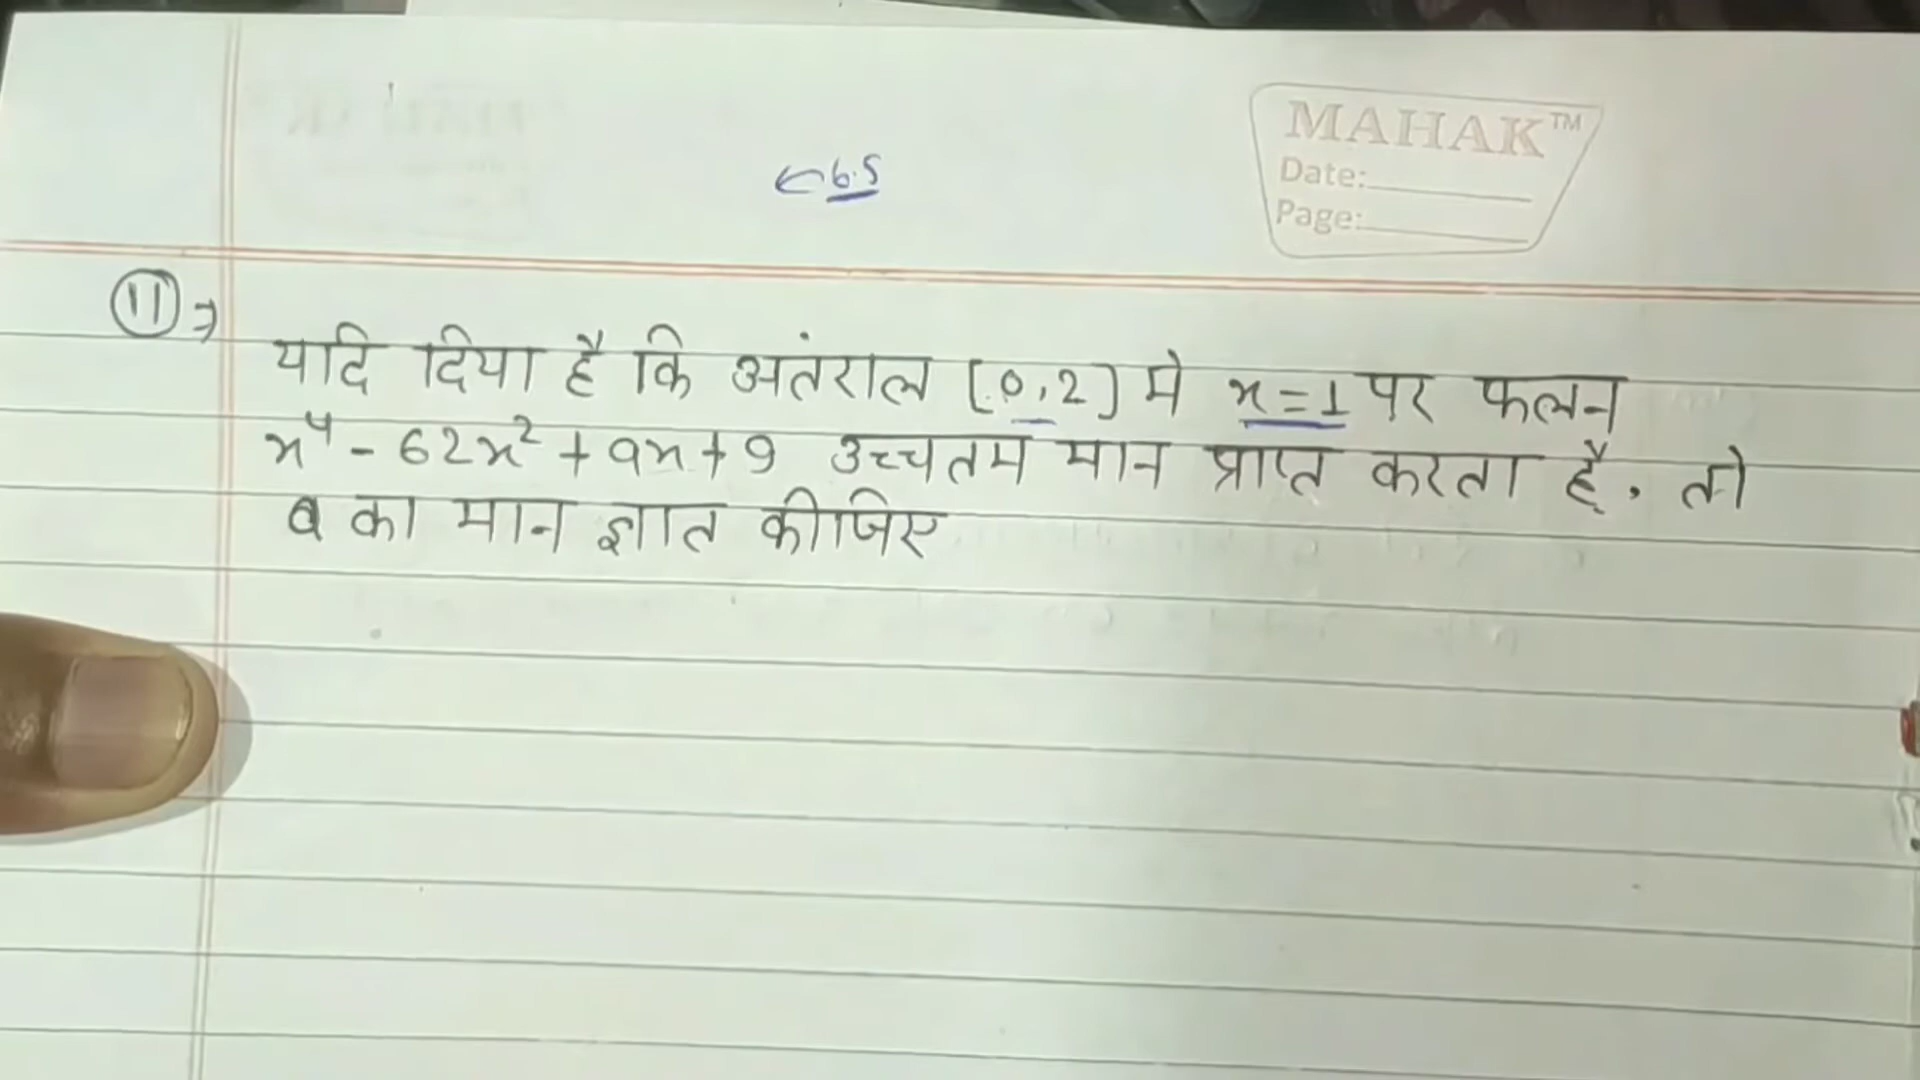 6.5
MAHAK™
Date:
Page:
11 ⇒
यदि दिया है कि अतंराल [0,2] मे x=1 पर फलन
x⁴ - 62x² + ax + 9 उच्चतम मान प्राप्त करता है, तो
a का मान ज्ञात कीजिए